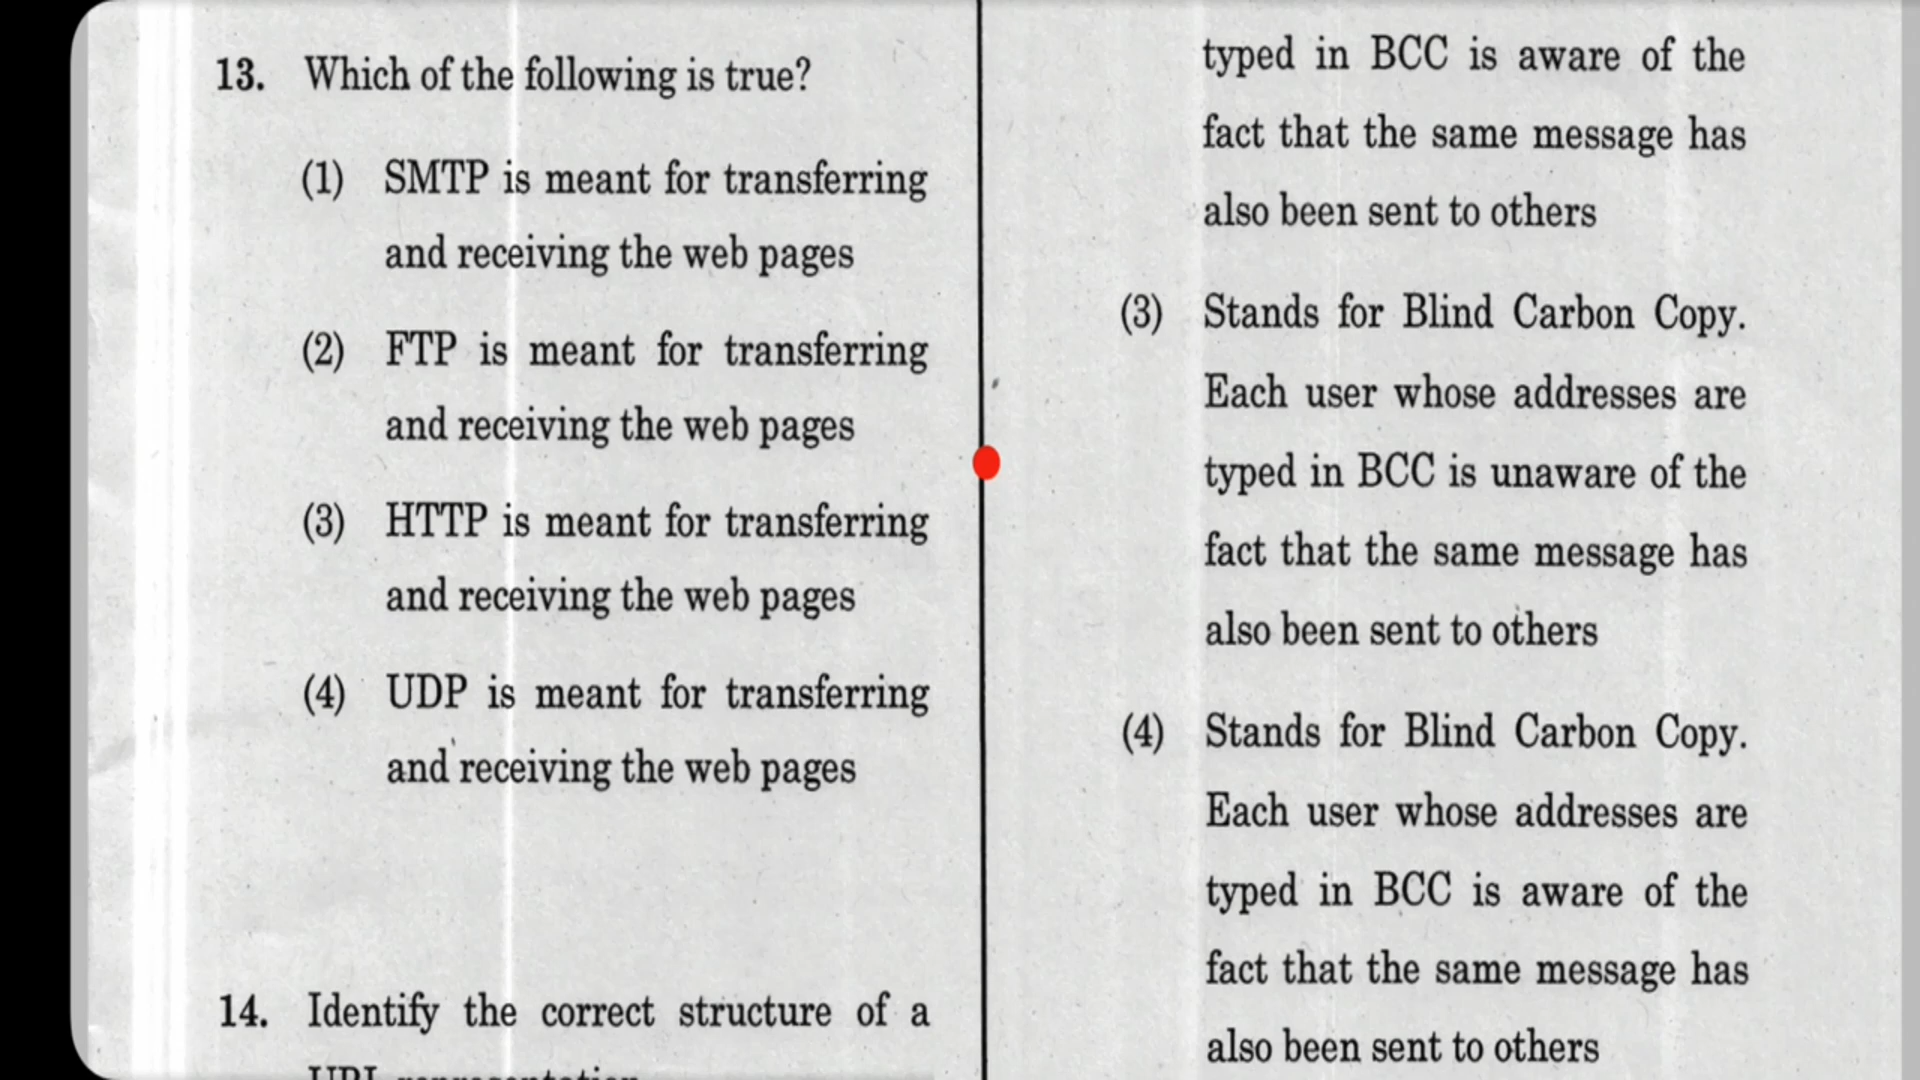 13. Which of the following is true?
(1) SMTP is meant for transferring
and receiving the web pages
(2) FTP is meant for transferring
and receiving the web pages
(3) HTTP is meant for transferring
and receiving the web pages
(4) UDP is meant for transferring
and receiving the web pages
14. Identify the correct structure of a
URL representation
typed in BCC is aware of the
fact that the same message has
also been sent to others
(3) Stands for Blind Carbon Copy.
Each user whose addresses are
typed in BCC is unaware of the
fact that the same message has
also been sent to others
(4) Stands for Blind Carbon Copy.
Each user whose addresses are
typed in BCC is aware of the
fact that the same message has
also been sent to others